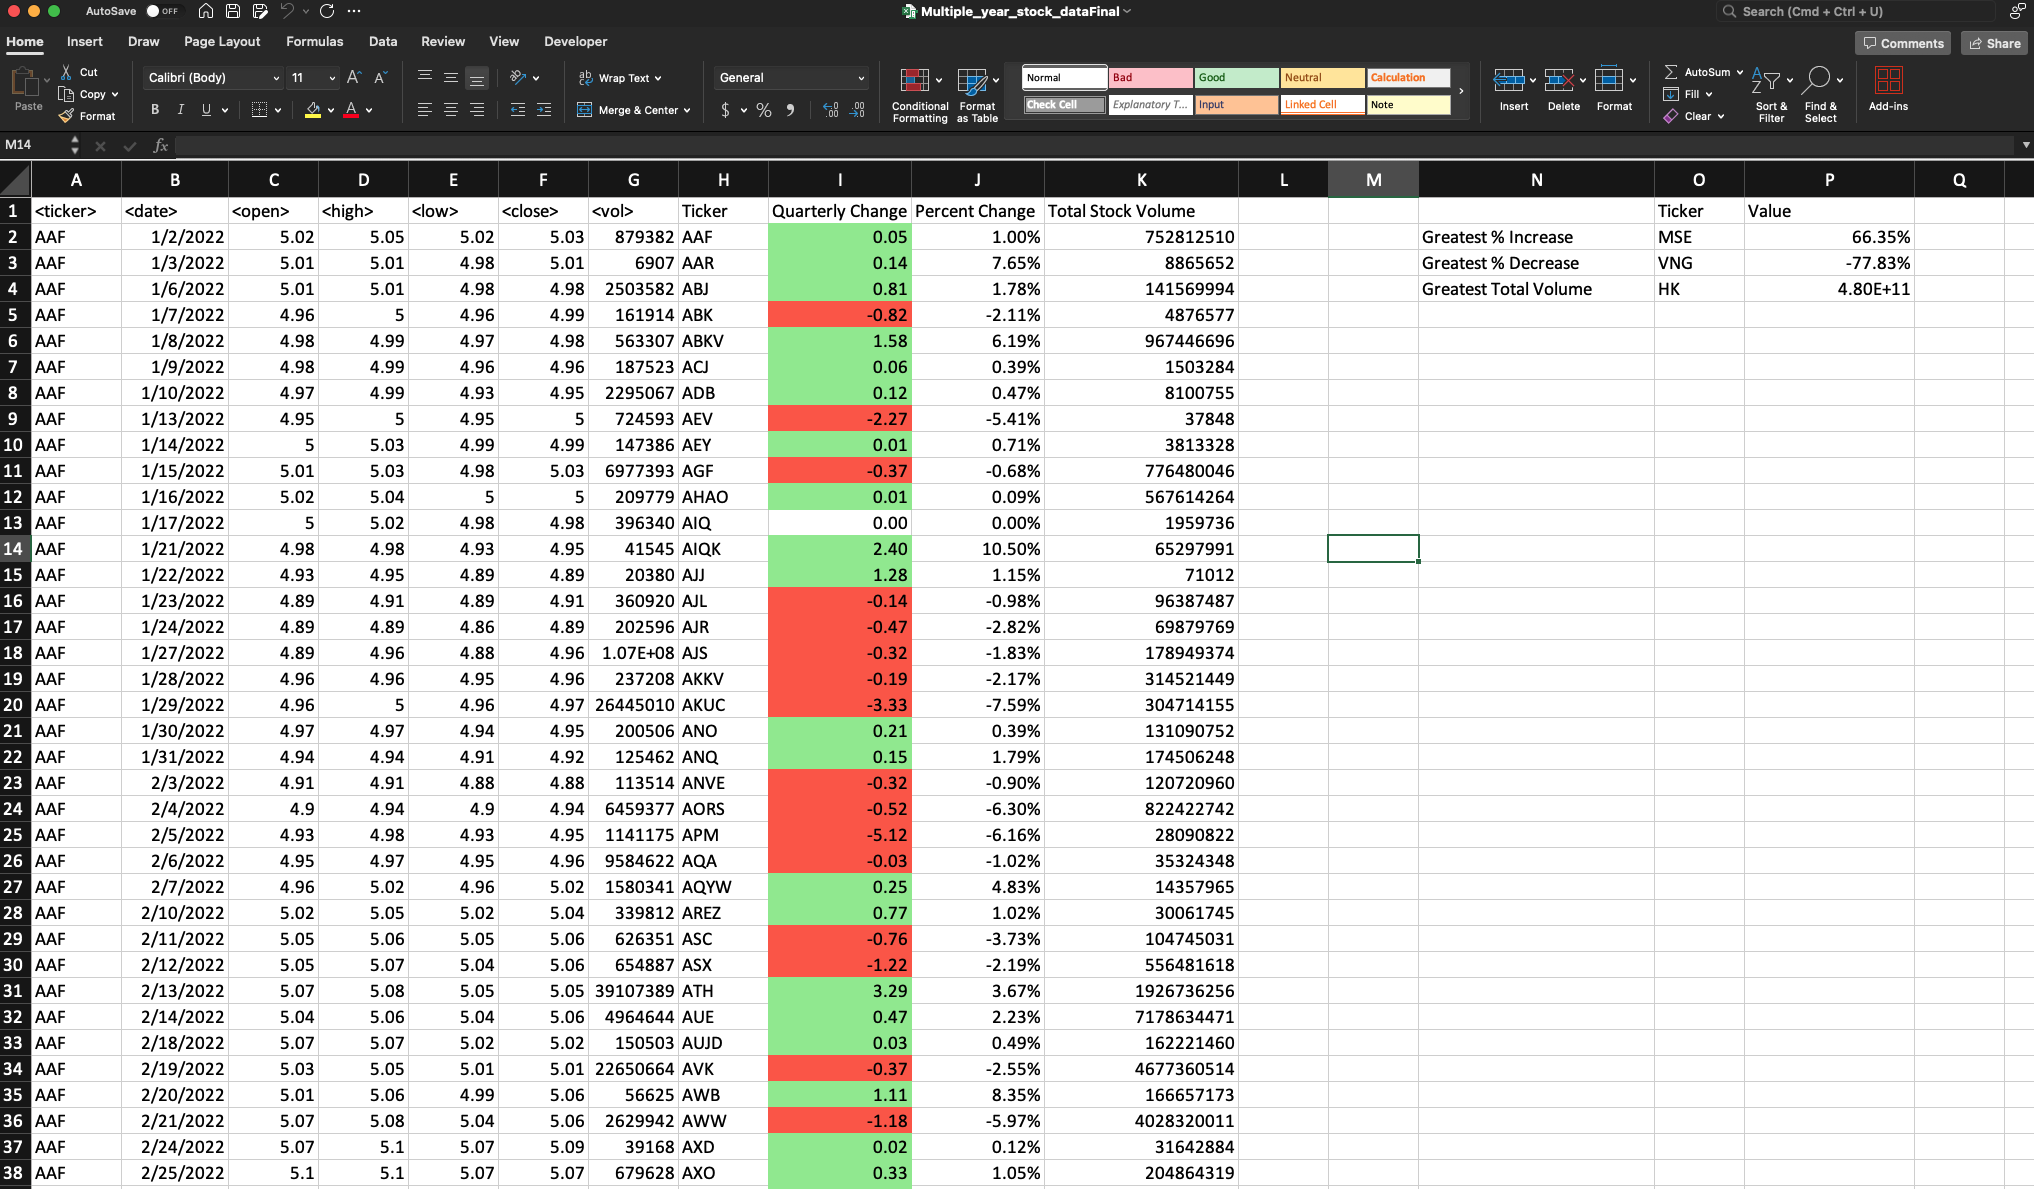 AutoSave OFF Multiple_year_stock_dataFinal Search (Cmd + Ctrl + U)
Home Insert Draw Page Layout Formulas Data Review View Developer Comments Share
Paste Cut Copy Format
Calibri (Body) 11 A A
B I U A
Wrap Text
Merge & Center
General
$ % 9 .00 .00
Conditional Formatting Format as Table
Normal Bad Good Neutral Calculation
Check Cell Explanatory T... Input Linked Cell Note
Insert Delete Format
AutoSum Fill Clear
Sort & Filter Find & Select Add-ins
M14 fx
A B C D E F G H I J K L M N O P Q
1 <ticker> <date> <open> <high> <low> <close> <vol> Ticker Quarterly Change Percent Change Total Stock Volume Ticker Value
2 AAF 1/2/2022 5.02 5.05 5.02 5.03 879382 AAF 0.05 1.00% 752812510 Greatest % Increase MSE 66.35%
3 AAF 1/3/2022 5.01 5.01 4.98 5.01 6907 AAR 0.14 7.65% 8865652 Greatest % Decrease VNG -77.83%
4 AAF 1/6/2022 5.01 5.01 4.98 4.98 2503582 ABJ 0.81 1.78% 141569994 Greatest Total Volume HK 4.80E+11
5 AAF 1/7/2022 4.96 5 4.96 4.99 161914 ABK -0.82 -2.11% 4876577
6 AAF 1/8/2022 4.98 4.99 4.97 4.98 563307 ABKV 1.58 6.19% 967446696
7 AAF 1/9/2022 4.98 4.99 4.96 4.96 187523 ACJ 0.06 0.39% 1503284
8 AAF 1/10/2022 4.97 4.99 4.93 4.95 2295067 ADB 0.12 0.47% 8100755
9 AAF 1/13/2022 4.95 5 4.95 5 724593 AEV -2.27 -5.41% 37848
10 AAF 1/14/2022 5 5.03 4.99 4.99 147386 AEY 0.01 0.71% 3813328
11 AAF 1/15/2022 5.01 5.03 4.98 5.03 6977393 AGF -0.37 -0.68% 776480046
12 AAF 1/16/2022 5.02 5.04 5 5 209779 AHAO 0.01 0.09% 567614264
13 AAF 1/17/2022 5 5.02 4.98 4.98 396340 AIQ 0.00 0.00% 1959736
14 AAF 1/21/2022 4.98 4.98 4.93 4.95 41545 AIQK 2.40 10.50% 65297991
15 AAF 1/22/2022 4.93 4.95 4.89 4.89 20380 AJJ 1.28 1.15% 71012
16 AAF 1/23/2022 4.89 4.91 4.89 4.91 360920 AJL -0.14 -0.98% 96387487
17 AAF 1/24/2022 4.89 4.89 4.86 4.89 202596 AJR -0.47 -2.82% 69879769
18 AAF 1/27/2022 4.89 4.96 4.88 4.96 1.07E+08 AJS -0.32 -1.83% 178949374
19 AAF 1/28/2022 4.96 4.96 4.95 4.96 237208 AKKV -0.19 -2.17% 314521449
20 AAF 1/29/2022 4.96 5 4.96 4.97 26445010 AKUC -3.33 -7.59% 304714155
21 AAF 1/30/2022 4.97 4.97 4.94 4.95 200506 ANO 0.21 0.39% 131090752
22 AAF 1/31/2022 4.94 4.94 4.91 4.92 125462 ANQ 0.15 1.79% 174506248
23 AAF 2/3/2022 4.91 4.91 4.88 4.88 113514 ANVE -0.32 -0.90% 120720960
24 AAF 2/4/2022 4.9 4.94 4.9 4.94 6459377 AORS -0.52 -6.30% 822422742
25 AAF 2/5/2022 4.93 4.98 4.93 4.95 1141175 APM -5.12 -6.16% 28090822
26 AAF 2/6/2022 4.95 4.97 4.95 4.96 9584622 AQA -0.03 -1.02% 35324348
27 AAF 2/7/2022 4.96 5.02 4.96 5.02 1580341 AQYW 0.25 4.83% 14357965
28 AAF 2/10/2022 5.02 5.05 5.02 5.04 339812 AREZ 0.77 1.02% 30061745
29 AAF 2/11/2022 5.05 5.06 5.05 5.06 626351 ASC -0.76 -3.73% 104745031
30 AAF 2/12/2022 5.05 5.07 5.04 5.06 654887 ASX -1.22 -2.19% 556481618
31 AAF 2/13/2022 5.07 5.08 5.05 5.05 39107389 ATH 3.29 3.67% 1926736256
32 AAF 2/14/2022 5.04 5.06 5.04 5.06 4964644 AUE 0.47 2.23% 7178634471
33 AAF 2/18/2022 5.07 5.07 5.02 5.02 150503 AUJD 0.03 0.49% 162221460
34 AAF 2/19/2022 5.03 5.05 5.01 5.01 22650664 AVK -0.37 -2.55% 4677360514
35 AAF 2/20/2022 5.01 5.06 4.99 5.06 56625 AWB 1.11 8.35% 166657173
36 AAF 2/21/2022 5.07 5.08 5.04 5.06 2629942 AWW -1.18 -5.97% 4028320011
37 AAF 2/24/2022 5.07 5.1 5.07 5.09 39168 AXD 0.02 0.12% 31642884
38 AAF 2/25/2022 5.1 5.1 5.07 5.07 679628 AXO 0.33 1.05% 204864319